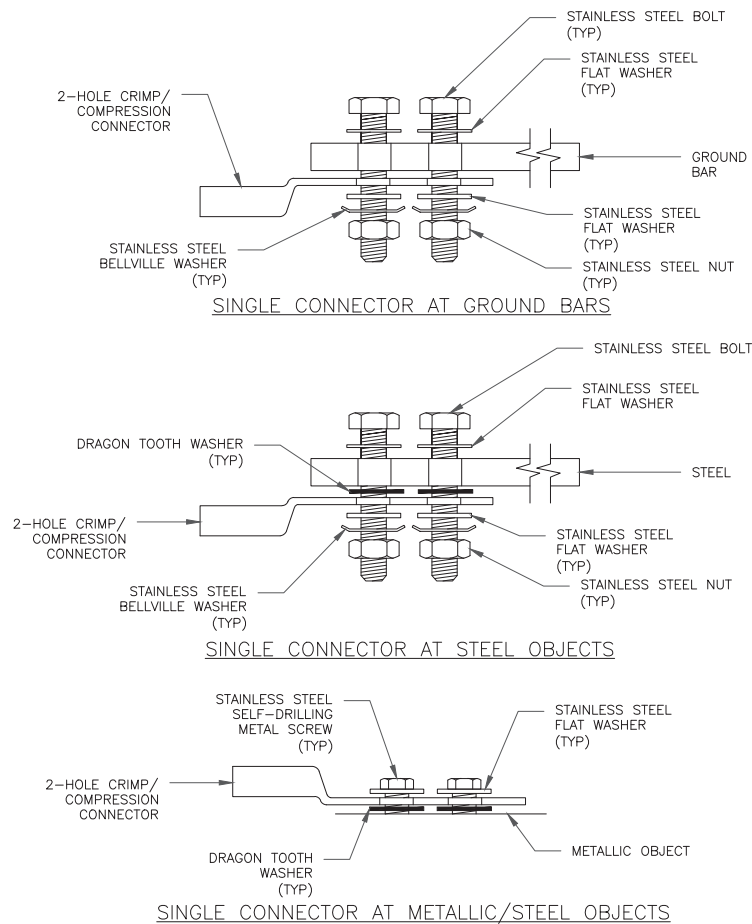 STAINLESS STEEL BOLT
(TYP)
STAINLESS STEEL
FLAT WASHER
(TYP)
2-HOLE CRIMP/
COMPRESSION
CONNECTOR
GROUND
BAR
STAINLESS STEEL
FLAT WASHER
(TYP)
STAINLESS STEEL
BELLVILLE WASHER
(TYP)
STAINLESS STEEL NUT
(TYP)
SINGLE CONNECTOR AT GROUND BARS
STAINLESS STEEL BOLT
STAINLESS STEEL
FLAT WASHER
DRAGON TOOTH WASHER
(TYP)
STEEL
2-HOLE CRIMP/
COMPRESSION
CONNECTOR
STAINLESS STEEL
FLAT WASHER
(TYP)
STAINLESS STEEL
BELLVILLE WASHER
(TYP)
STAINLESS STEEL NUT
(TYP)
SINGLE CONNECTOR AT STEEL OBJECTS
STAINLESS STEEL
SELF-DRILLING
METAL SCREW
(TYP)
STAINLESS STEEL
FLAT WASHER
(TYP)
2-HOLE CRIMP/
COMPRESSION
CONNECTOR
DRAGON TOOTH
WASHER
(TYP)
METALLIC OBJECT
SINGLE CONNECTOR AT METALLIC/STEEL OBJECTS